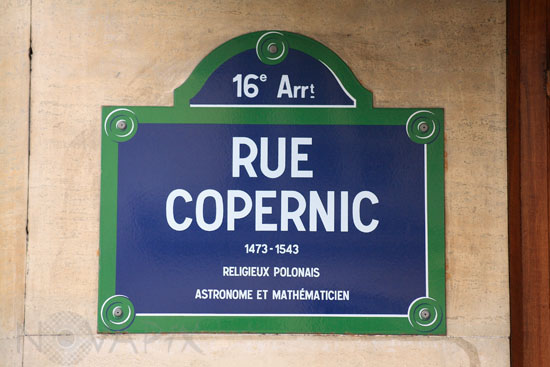 16e Arrt
RUE
COPERNIC
1473-1543
RELIGIEUX POLONAIS
ASTRONOME ET MATHÉMATICIEN
NOVAPIX